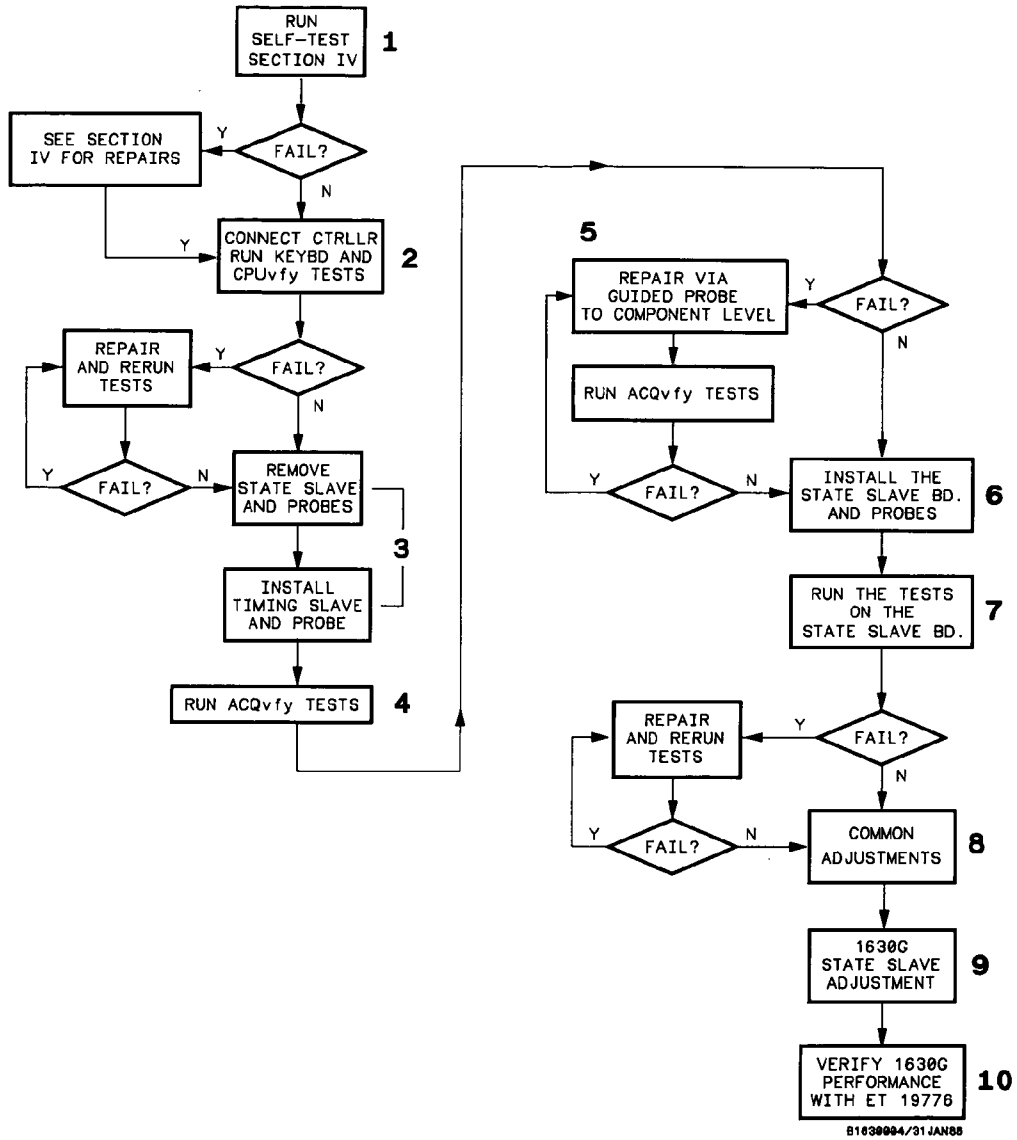 RUN
SELF-TEST
SECTION IV
1
FAIL?
Y
N
SEE SECTION
IV FOR REPAIRS
Y
CONNECT CTRLLR
RUN KEYBD AND
CPUvfy TESTS
2
FAIL?
Y
N
REPAIR
AND RERUN
TESTS
FAIL?
Y
N
REMOVE
STATE SLAVE
AND PROBES
3
INSTALL
TIMING SLAVE
AND PROBE
RUN ACQvfy TESTS
4
FAIL?
Y
N
5
REPAIR VIA
GUIDED PROBE
TO COMPONENT LEVEL
RUN ACQvfy TESTS
FAIL?
Y
N
INSTALL THE
STATE SLAVE BD.
AND PROBES
6
RUN THE TESTS
ON THE
STATE SLAVE BD.
7
FAIL?
Y
N
REPAIR
AND RERUN
TESTS
FAIL?
Y
N
COMMON
ADJUSTMENTS
8
1630G
STATE SLAVE
ADJUSTMENT
9
VERIFY 1630G
PERFORMANCE
WITH ET 19776
10